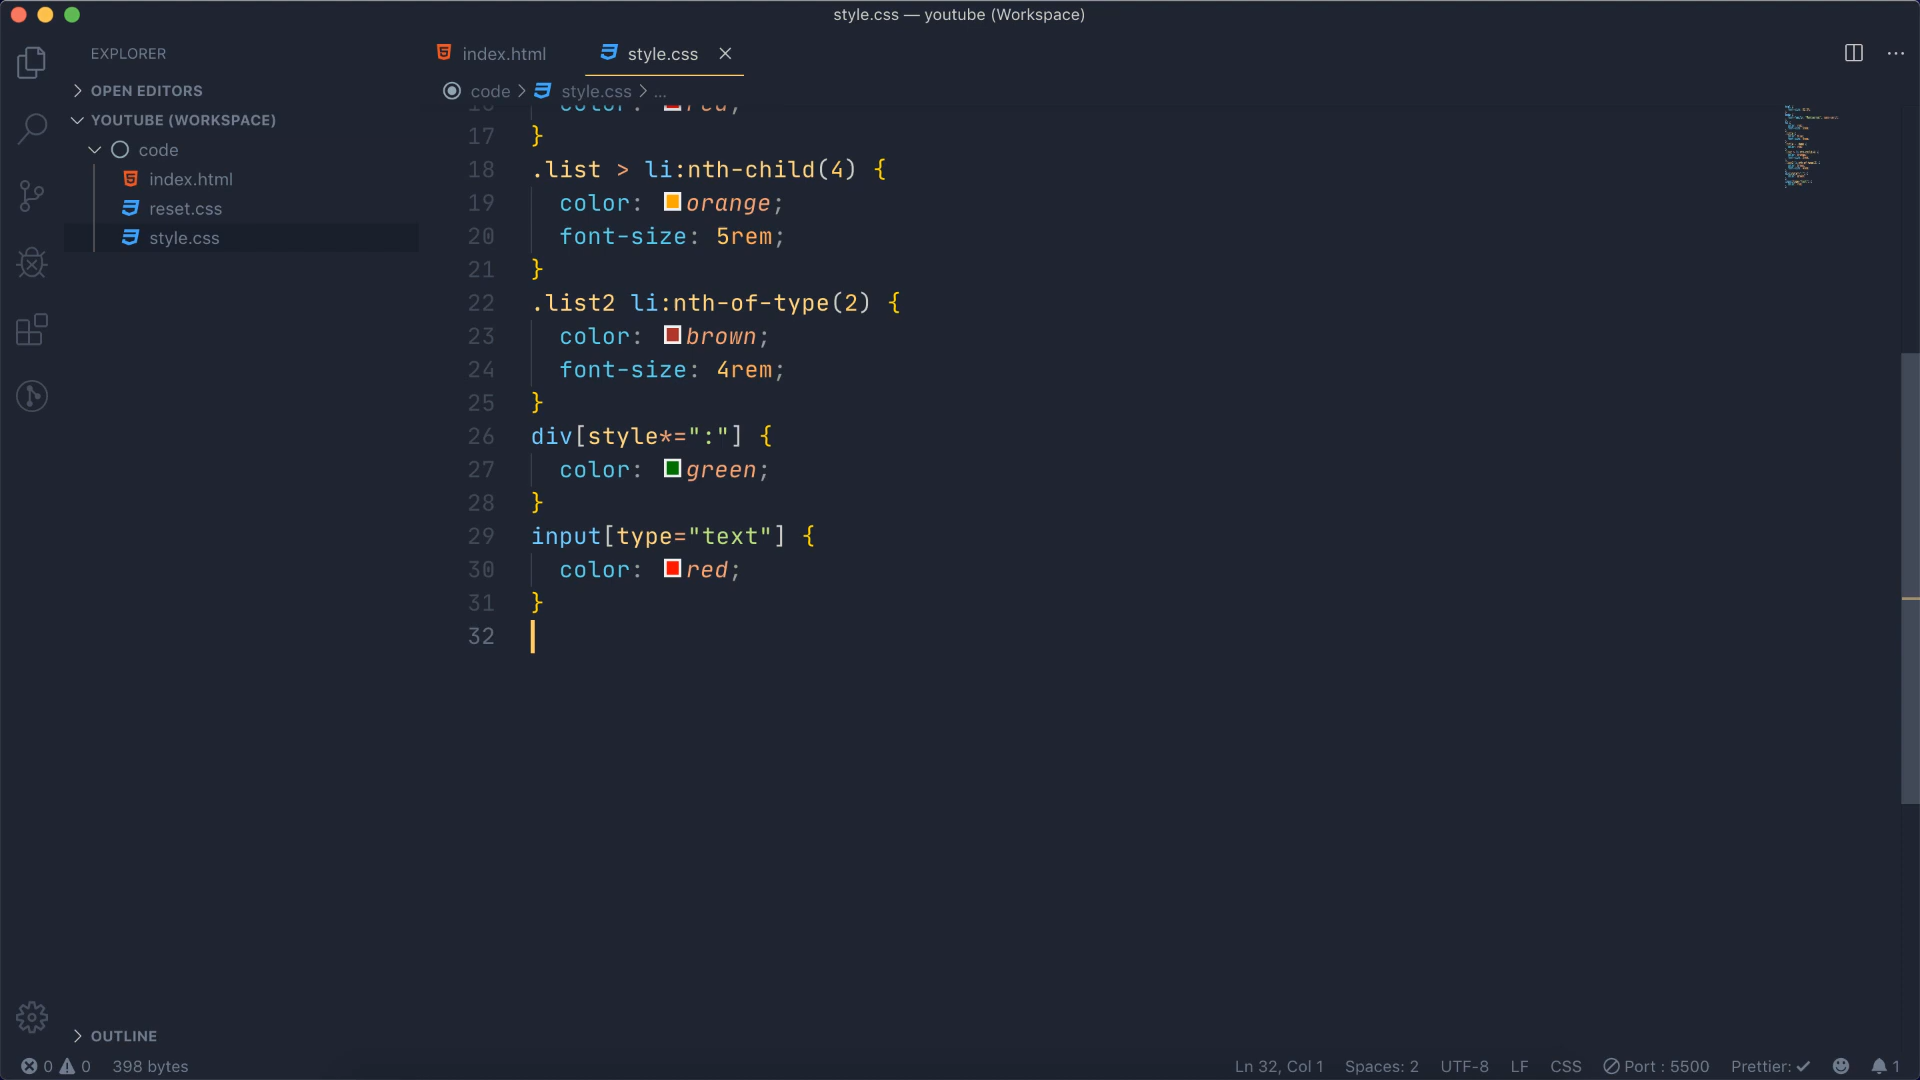 style.css — youtube (Workspace)
EXPLORER
index.html
style.css
OPEN EDITORS
code > style.css > ...
YOUTUBE (WORKSPACE)
code
index.html
reset.css
style.css
16 color: red;
17 }
18 .list > li:nth-child(4) {
19 color: orange;
20 font-size: 5rem;
21 }
22 .list2 li:nth-of-type(2) {
23 color: brown;
24 font-size: 4rem;
25 }
26 div[style*=":"] {
27 color: green;
28 }
29 input[type="text"] {
30 color: red;
31 }
32
OUTLINE
0 0 398 bytes
Ln 32, Col 1 Spaces: 2 UTF-8 LF CSS Port : 5500 Prettier: ✓ 1